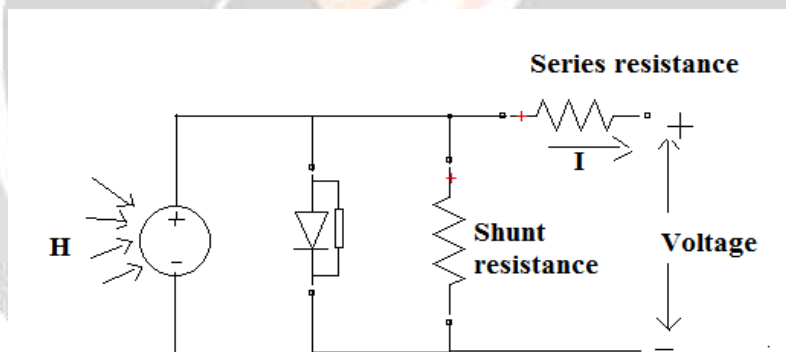 Series resistance
+
I
+
H
+
-
Shunt
resistance
Voltage
-